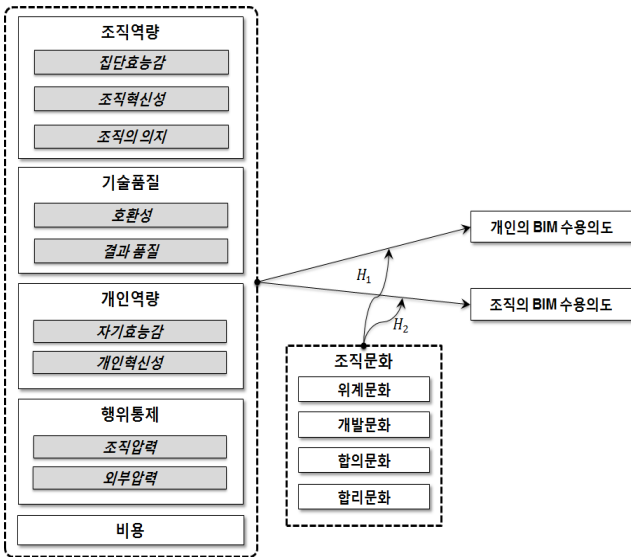 조직역량
집단효능감
조직혁신성
조직의 의지
기술품질
호환성
결과 품질
개인역량
자기효능감
개인혁신성
행위통제
조직압력
외부압력
비용
개인의 BIM 수용의도
조직의 BIM 수용의도
H₁
H₂
조직문화
위계문화
개발문화
합의문화
합리문화